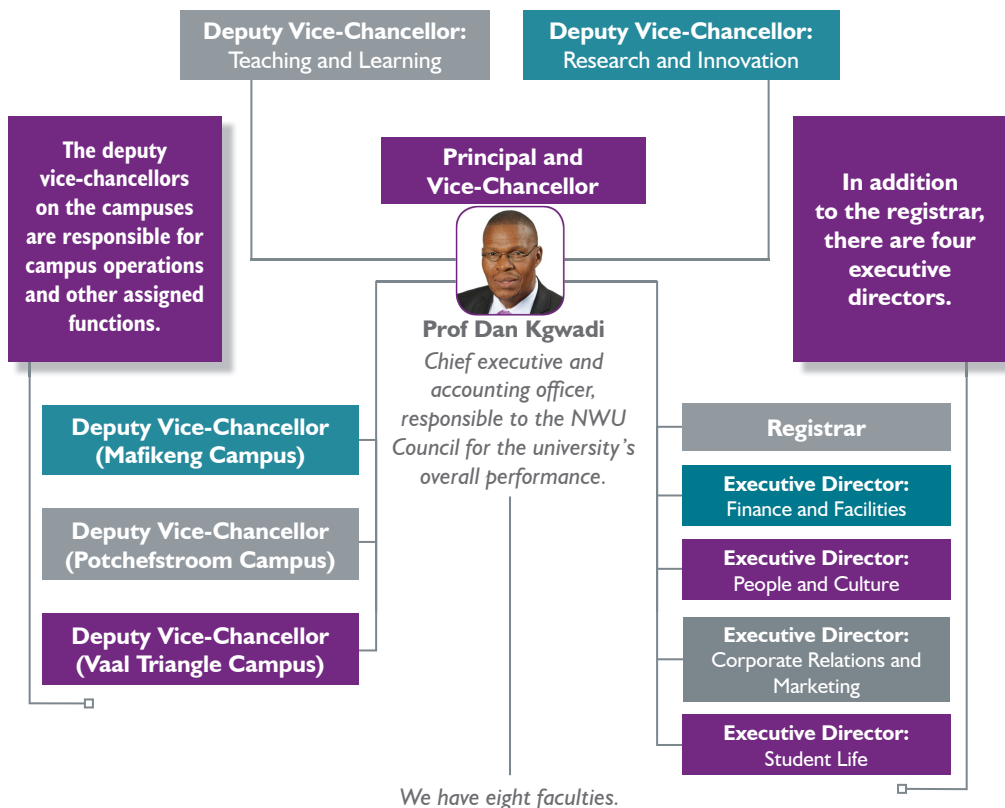 Deputy Vice-Chancellor:
Teaching and Learning
Deputy Vice-Chancellor:
Research and Innovation
The deputy
vice-chancellors
on the campuses
are responsible for
campus operations
and other assigned
functions.
Principal and
Vice-Chancellor
In addition
to the registrar,
there are four
executive
directors.
Prof Dan Kgwadi
Chief executive and
accounting officer,
responsible to the NWU
Council for the university's
overall performance.
Deputy Vice-Chancellor
(Mafikeng Campus)
Deputy Vice-Chancellor
(Potchefstroom Campus)
Deputy Vice-Chancellor
(Vaal Triangle Campus)
Registrar
Executive Director:
Finance and Facilities
Executive Director:
People and Culture
Executive Director:
Corporate Relations and
Marketing
Executive Director:
Student Life
We have eight faculties.